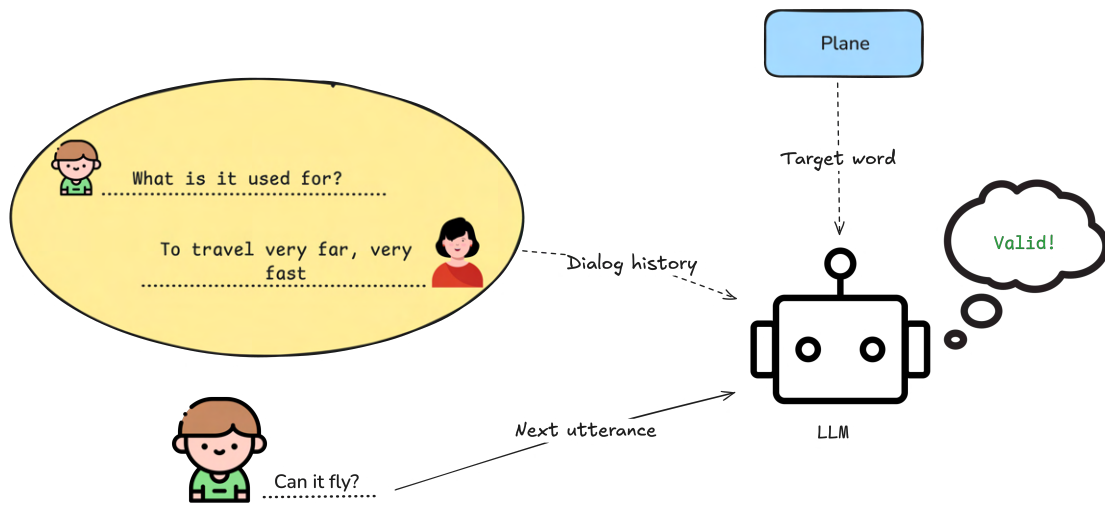 Plane
Target word
What is it used for?
To travel very far, very
fast
Dialog history
Valid!
Next utterance
LLM
Can it fly?